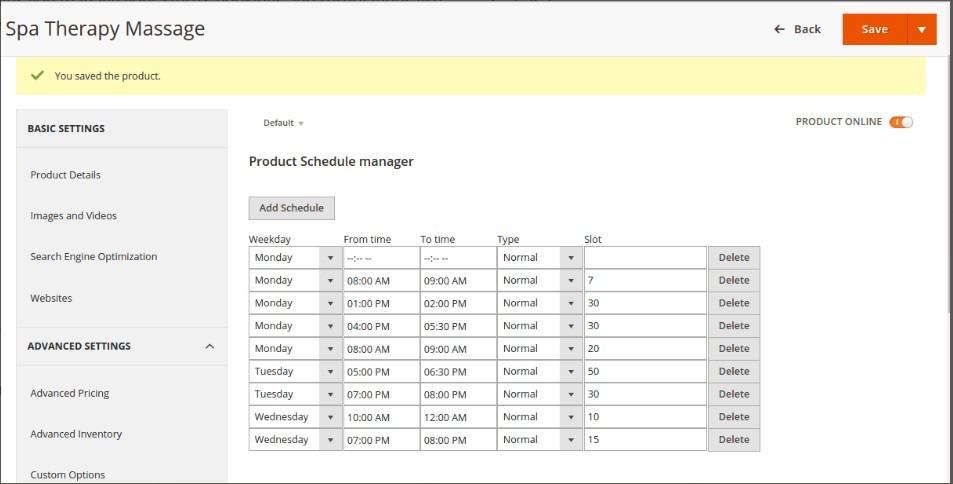 Spa Therapy Massage
← Back
Save ▼
You saved the product.
BASIC SETTINGS
Product Details
Images and Videos
Search Engine Optimization
Websites
ADVANCED SETTINGS
Advanced Pricing
Advanced Inventory
Custom Options
Default
PRODUCT ONLINE
Product Schedule manager
Add Schedule
Weekday From time To time Type Slot
Monday --:-- -- --:-- -- Normal Delete
Monday 08:00 AM 09:00 AM Normal 7 Delete
Monday 01:00 PM 02:00 PM Normal 30 Delete
Monday 04:00 PM 05:30 PM Normal 30 Delete
Monday 08:00 AM 09:00 AM Normal 20 Delete
Tuesday 05:00 PM 06:30 PM Normal 50 Delete
Tuesday 07:00 PM 08:00 PM Normal 30 Delete
Wednesday 10:00 AM 12:00 AM Normal 10 Delete
Wednesday 07:00 PM 08:00 PM Normal 15 Delete